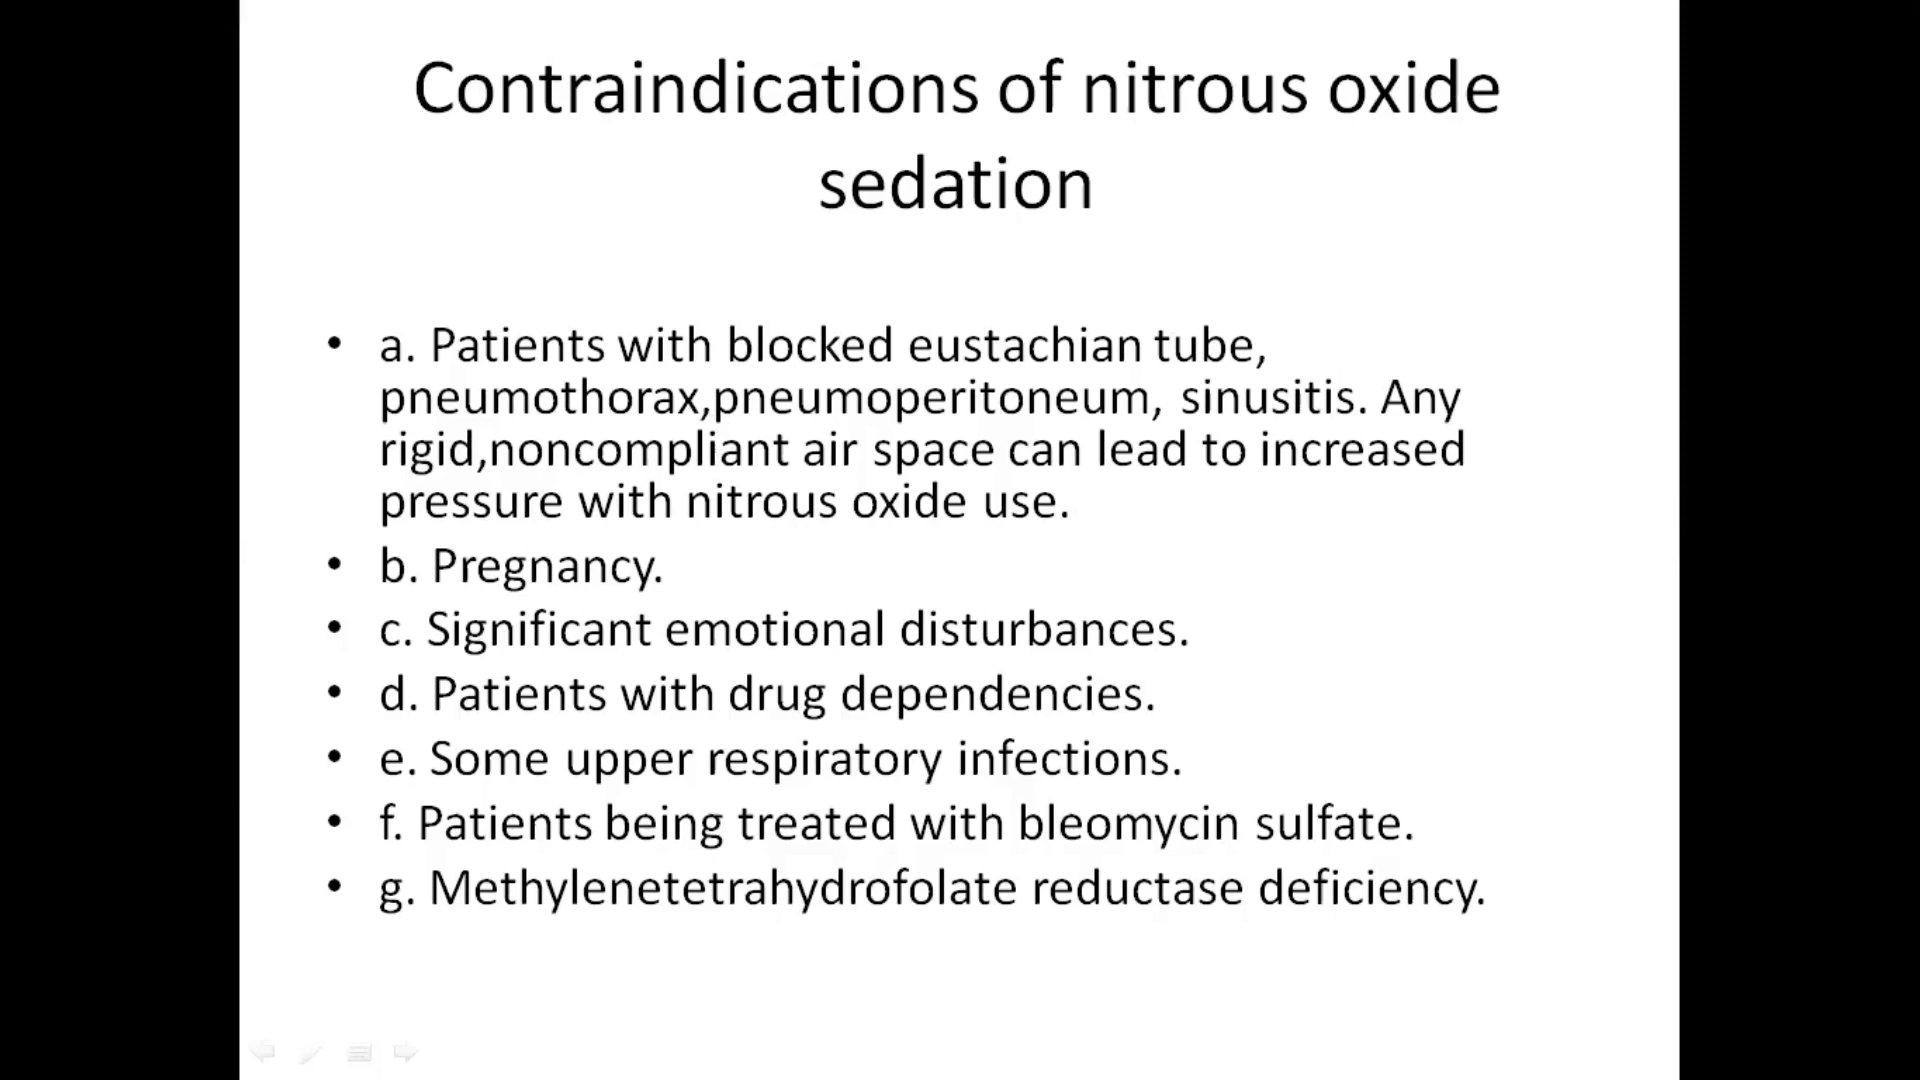 Contraindications of nitrous oxide
sedation
• a. Patients with blocked eustachian tube,
pneumothorax,pneumoperitoneum, sinusitis. Any
rigid,noncompliant air space can lead to increased
pressure with nitrous oxide use.
• b. Pregnancy.
• c. Significant emotional disturbances.
• d. Patients with drug dependencies.
• e. Some upper respiratory infections.
• f. Patients being treated with bleomycin sulfate.
• g. Methylenetetrahydrofolate reductase deficiency.